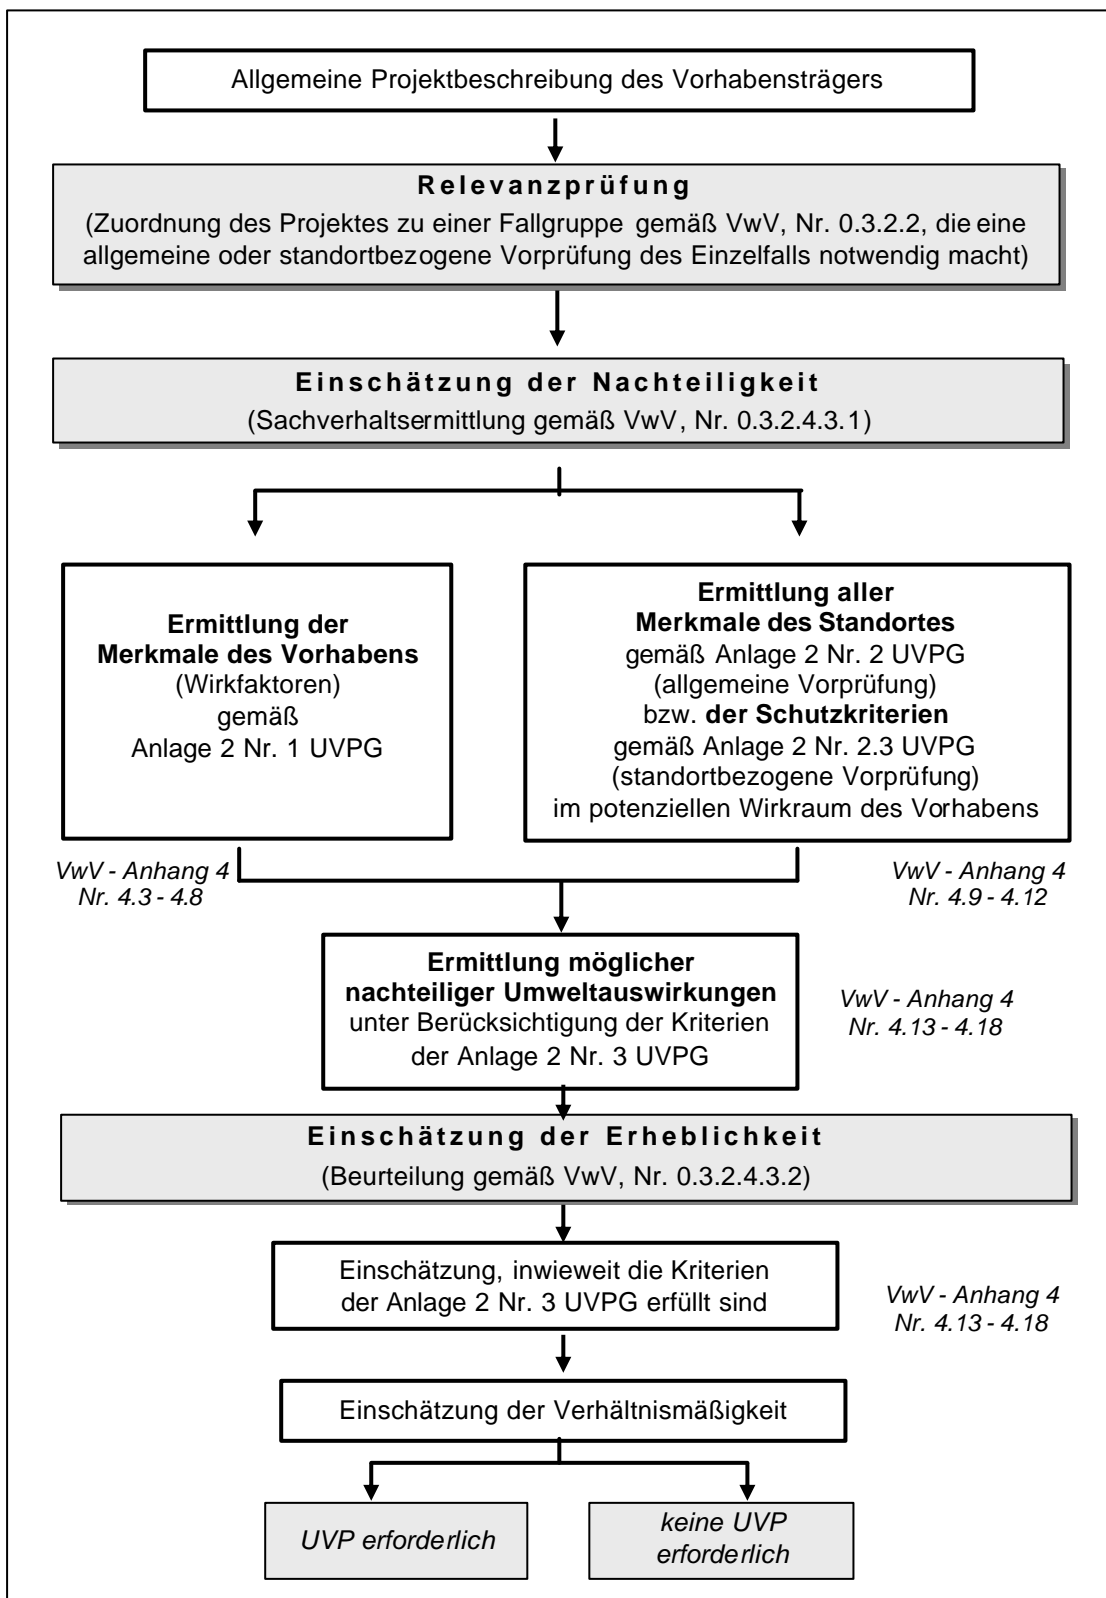 Allgemeine Projektbeschreibung des Vorhabensträgers
Relevanzprüfung
(Zuordnung des Projektes zu einer Fallgruppe gemäß VwV, Nr. 0.3.2.2, die eine
allgemeine oder standortbezogene Vorprüfung des Einzelfalls notwendig macht)
Einschätzung der Nachteiligkeit
(Sachverhaltsermittlung gemäß VwV, Nr. 0.3.2.4.3.1)
Ermittlung der
Merkmale des Vorhabens
(Wirkfaktoren)
gemäß
Anlage 2 Nr. 1 UVPG
Ermittlung aller
Merkmale des Standortes
gemäß Anlage 2 Nr. 2 UVPG
(allgemeine Vorprüfung)
bzw. der Schutzkriterien
gemäß Anlage 2 Nr. 2.3 UVPG
(standortbezogene Vorprüfung)
im potenziellen Wirkraum des Vorhabens
VwV - Anhang 4
Nr. 4.3 - 4.8
VwV - Anhang 4
Nr. 4.9 - 4.12
Ermittlung möglicher
nachteiliger Umweltauswirkungen
unter Berücksichtigung der Kriterien
der Anlage 2 Nr. 3 UVPG
VwV - Anhang 4
Nr. 4.13 - 4.18
Einschätzung der Erheblichkeit
(Beurteilung gemäß VwV, Nr. 0.3.2.4.3.2)
Einschätzung, inwieweit die Kriterien
der Anlage 2 Nr. 3 UVPG erfüllt sind
VwV - Anhang 4
Nr. 4.13 - 4.18
Einschätzung der Verhältnismäßigkeit
UVP erforderlich
keine UVP
erforderlich